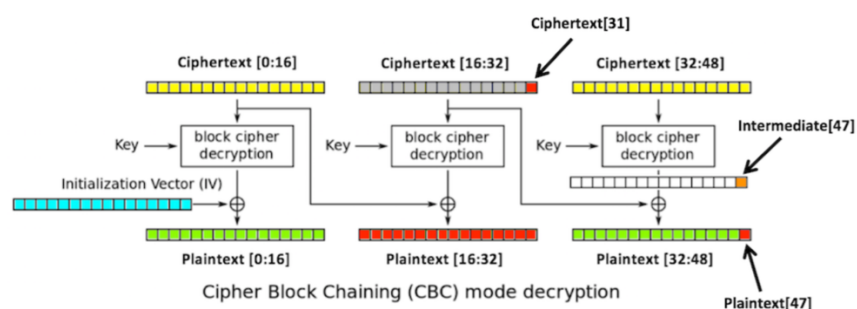 Ciphertext[31]
Ciphertext [0:16] Ciphertext [16:32] Ciphertext [32:48]
Intermediate[47]
Key block cipher decryption Key block cipher decryption Key block cipher decryption
Initialization Vector (IV)
Plaintext [0:16] Plaintext [16:32] Plaintext [32:48]
Cipher Block Chaining (CBC) mode decryption
Plaintext[47]